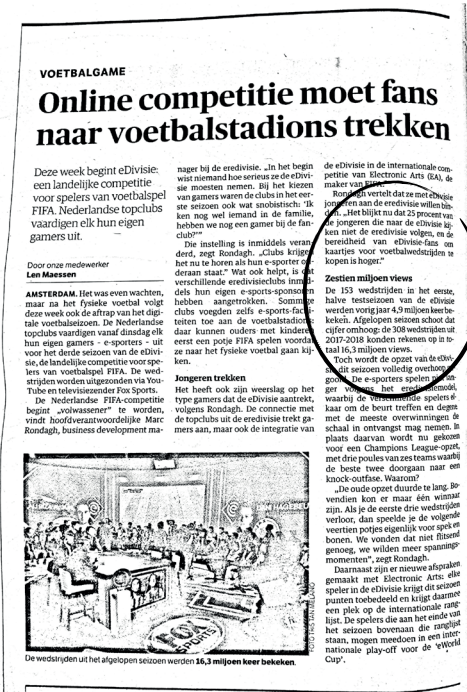 VOETBALGAME
Online competitie moet fans
naar voetbalstadions trekken
Deze week begint eDivisie:
een landelijke competitie
voor spelers van voetbalspel
FIFA. Nederlandse topclubs
vaardigen elk hun eigen
gamers uit.
Door onze medewerker
Len Maessen
AMSTERDAM. Het was even wachten,
maar na het fysieke voetbal volgt
deze week ook de aftrap van het digi-
tale voetbalseizoen. De Nederlandse
topclubs vaardigen vanaf dinsdag elk
hun eigen gamers - e-sporters - uit
voor het derde seizoen van de eDivi-
sie, de landelijke competitie voor spe-
lers van voetbalgame FIFA. De wed-
strijden worden uitgezonden via You-
Tube en televisiezender Fox Sports.
De Nederlandse FIFA-competitie
begint „volwassener” te worden,
vindt hoofdverantwoordelijke Marc
Rondagh, business development ma-
nager bij de eredivisie. „In het begin
wist niemand hoe serieus ze de eDivi-
sie moesten nemen. Bij het kiezen
van gamers waren de clubs in het eer-
ste seizoen ook wat snobistisch: ‘Ik
ken nog wel iemand in de familie,
hebben we nog een gamer bij de fan-
club?’”
Die instelling is inmiddels veran-
derd, zegt Rondagh. „Clubs krijgen
het nu te horen als hun e-sporter on-
deraan staat.” Wat ook helpt, is dat
verschillende eredivisieclubs inmid-
dels hun eigen e-sports-sponsors
hebben aangetrokken. Sommige
clubs voegden zelfs e-sports-facili-
teiten toe aan de voetbalstadions:
daar kunnen ouders met kinderen
eerst een potje FIFA spelen voordat
ze naar het fysieke voetbal gaan kij-
ken.
Jongeren trekken
Het heeft ook zijn weerslag op het
type gamers dat de eDivisie aantrekt,
volgens Rondagh. De connectie met
de topclubs uit de eredivisie trekt ga-
mers aan, maar ook de integratie van
de eDivisie in de internationale com-
petitie van Electronic Arts (EA), de
maker van FIFA.
Rondagh vertelt dat ze met eDivisie
jongeren aan de eredivisie willen bin-
den. „Het blijkt nu dat 25 procent van
de jongeren die naar de eDivisie kij-
ken niet de eredivisie volgen, en de
bereidheid van eDivisie-fans om
kaartjes voor voetbalwedstrijden te
kopen is hoger.”
Zestien miljoen views
De 153 wedstrijden in het eerste,
halve testseizoen van de eDivisie
werden vorig jaar 4,9 miljoen keer be-
keken. Afgelopen seizoen schoot dat
cijfer omhoog: de 308 wedstrijden uit
2017-2018 konden rekenen op in to-
taal 16,3 miljoen views.
Toch wordt de opzet van de eDivi-
sie dit seizoen volledig overhoop ge-
gooid. De e-sporters spelen niet lan-
ger volgens het eredivisiemodel,
waarbij de verschillende spelers el-
kaar om de beurt treffen en degene
met de meeste overwinningen de
schaal in ontvangst mag nemen. In
plaats daarvan wordt nu gekozen
voor een Champions League-opzet,
met drie poules van zes teams waarbij
de beste twee doorgaan naar een
knock-outfase. Waarom?
„De oude opzet duurde te lang. Bo-
vendien kon er maar één winnaar
zijn. Als je de eerste drie wedstrijden
verloor, dan speelde je de volgende
veertien potjes eigenlijk voor spek en
bonen. We vonden dat niet flitsend
genoeg, we wilden meer spannings-
momenten”, zegt Rondagh.
Daarnaast zijn er nieuwe afspraken
gemaakt met Electronic Arts: elke
speler in de eDivisie krijgt dit seizoen
punten toebedeeld en krijgt daarmee
een plek op de internationale rang-
lijst. De spelers die aan het einde van
het seizoen bovenaan die ranglijst
staan, mogen meedoen in een inter-
nationale play-off voor de ‘eWorld
Cup’.
FOX
SPORTS
De wedstrijden uit het afgelopen seizoen werden 16,3 miljoen keer bekeken.